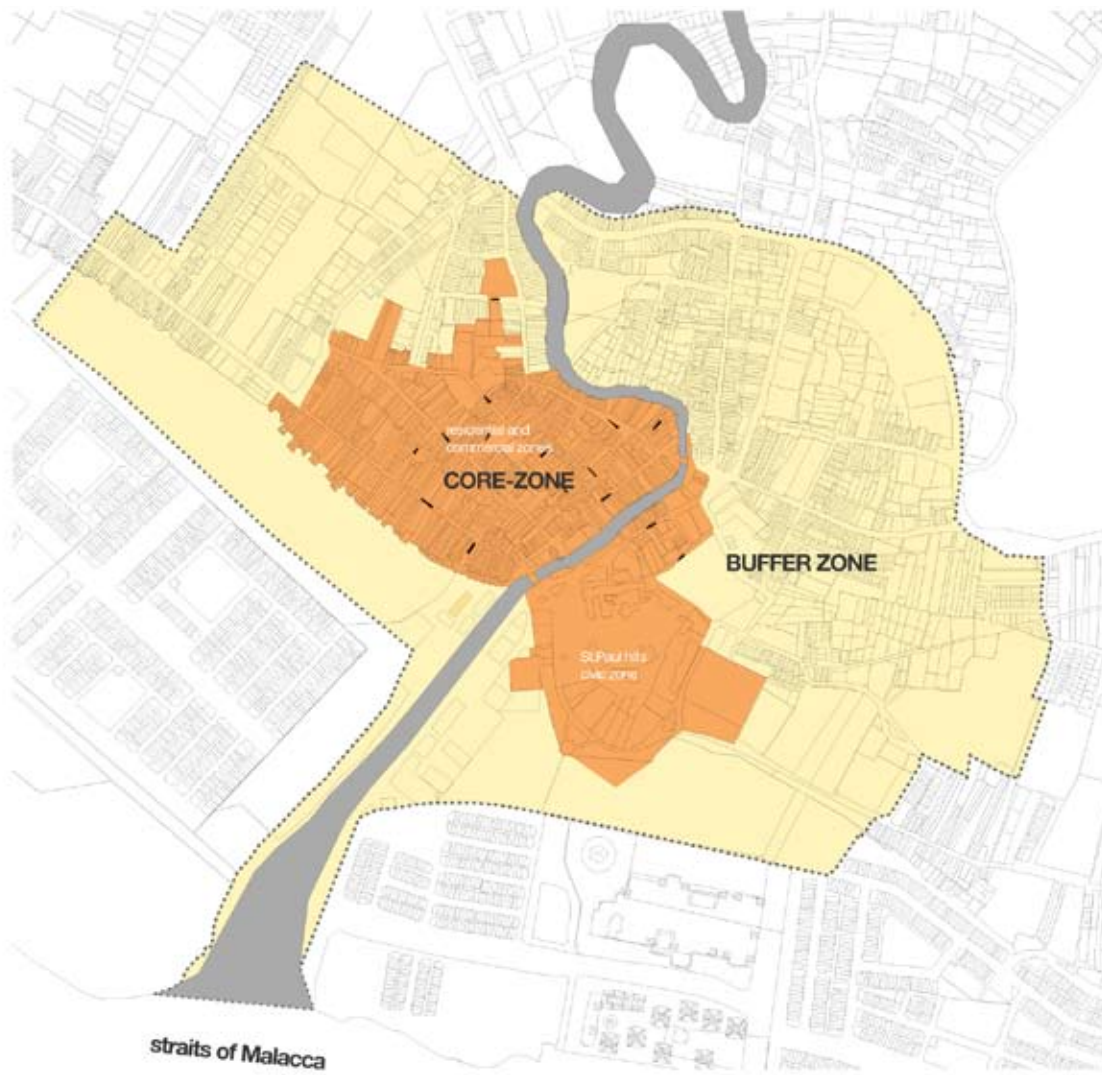 residential and
commercial zones
CORE-ZONE
BUFFER ZONE
St.Paul hills
civic zone
straits of Malacca